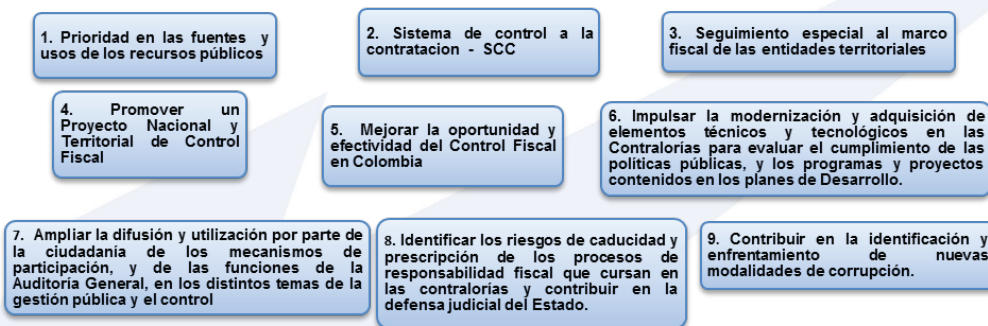 1. Prioridad en las fuentes y
usos de los recursos públicos
2. Sistema de control a la
contratacion - SCC
3. Seguimiento especial al marco
fiscal de las entidades territoriales
4. Promover un
Proyecto Nacional y
Territorial de Control
Fiscal
5. Mejorar la oportunidad y
efectividad del Control Fiscal
en Colombia
6. Impulsar la modernización y adquisición de
elementos técnicos y tecnológicos en las
Contralorías para evaluar el cumplimiento de las
políticas públicas, y los programas y proyectos
contenidos en los planes de Desarrollo.
7. Ampliar la difusión y utilización por parte de
la ciudadanía de los mecanismos de
participación, y de las funciones de la
Auditoría General, en los distintos temas de la
gestión pública y el control
8. Identificar los riesgos de caducidad y
prescripción de los procesos de
responsabilidad fiscal que cursan en
las contralorías y contribuir en la
defensa judicial del Estado.
9. Contribuir en la identificación y
enfrentamiento de nuevas
modalidades de corrupción.